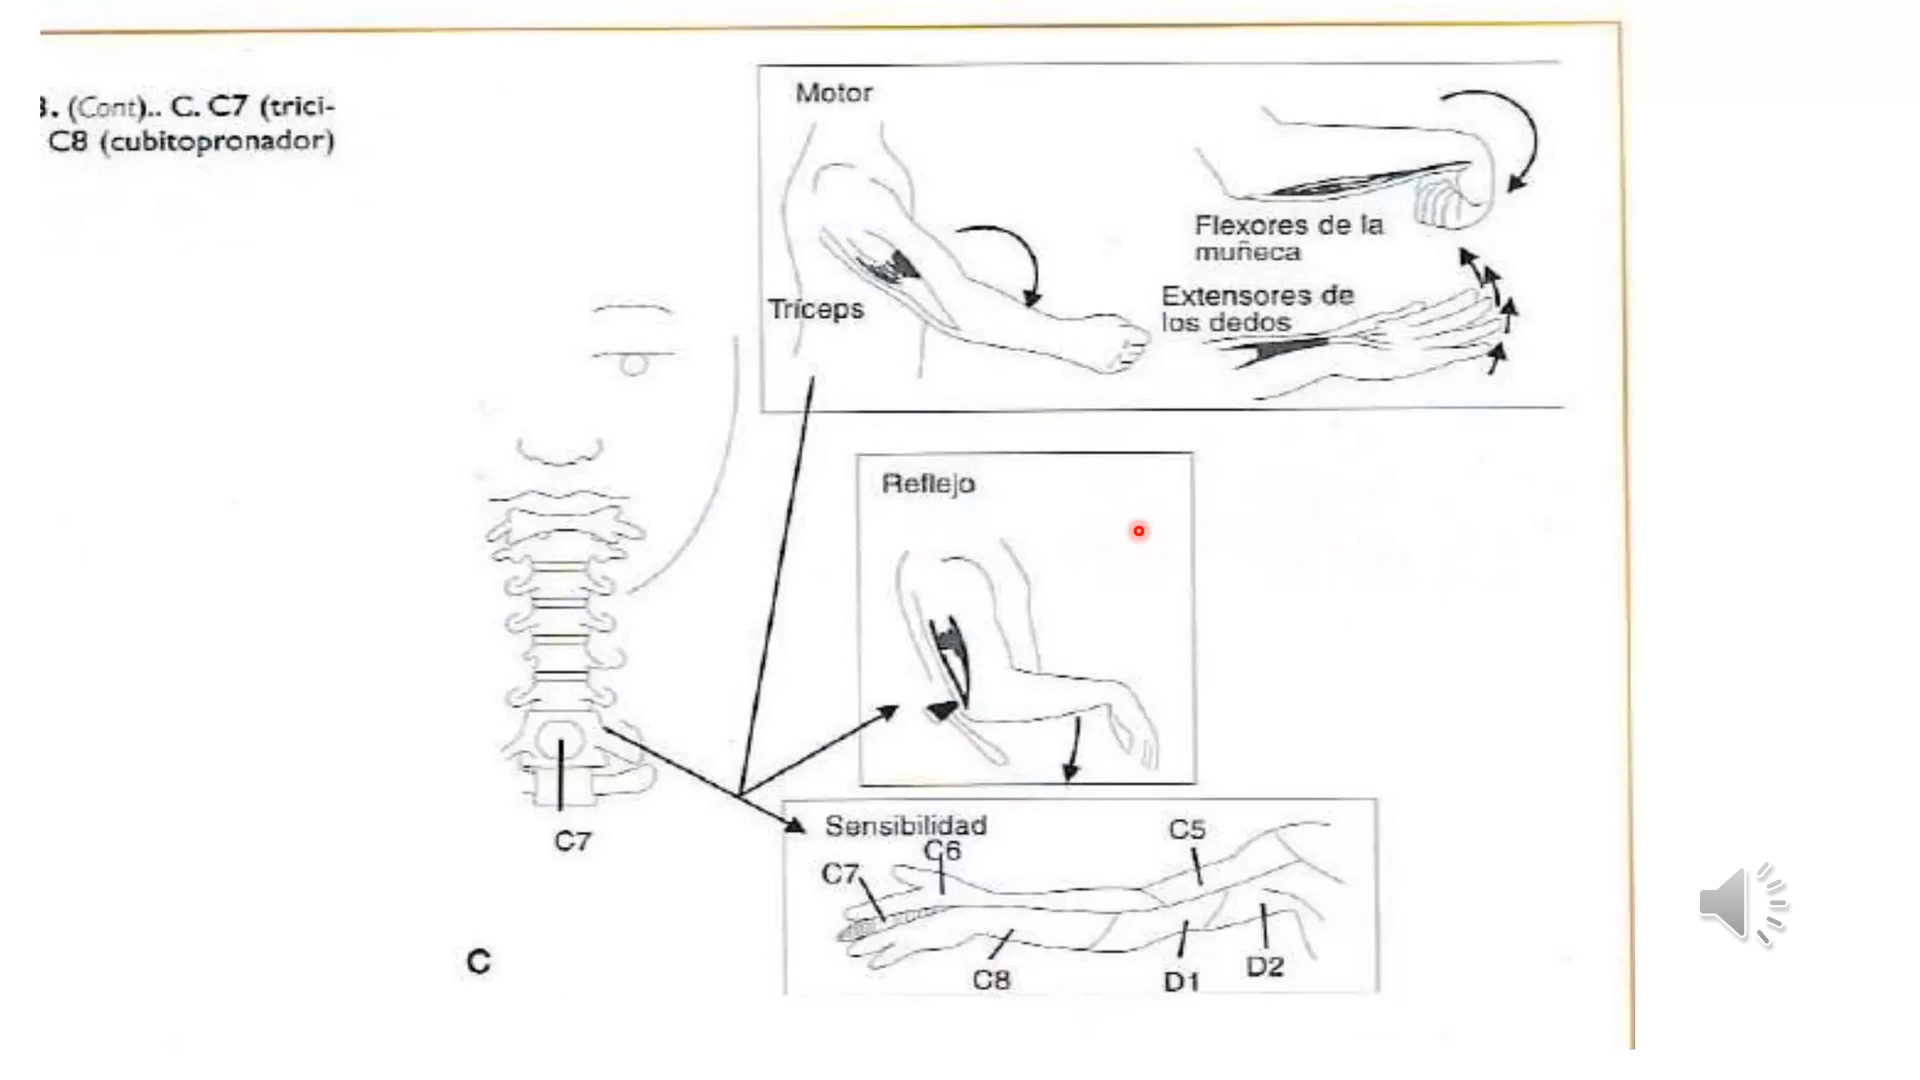 3. (Cont).. C. C7 (trici-
C8 (cubitopronador)
Motor
Flexores de la
muñeca
Extensores de
los dedos
Tríceps
Reflejo
C7
Sensibilidad
C6
C5
C7
C8
D1
D2
C